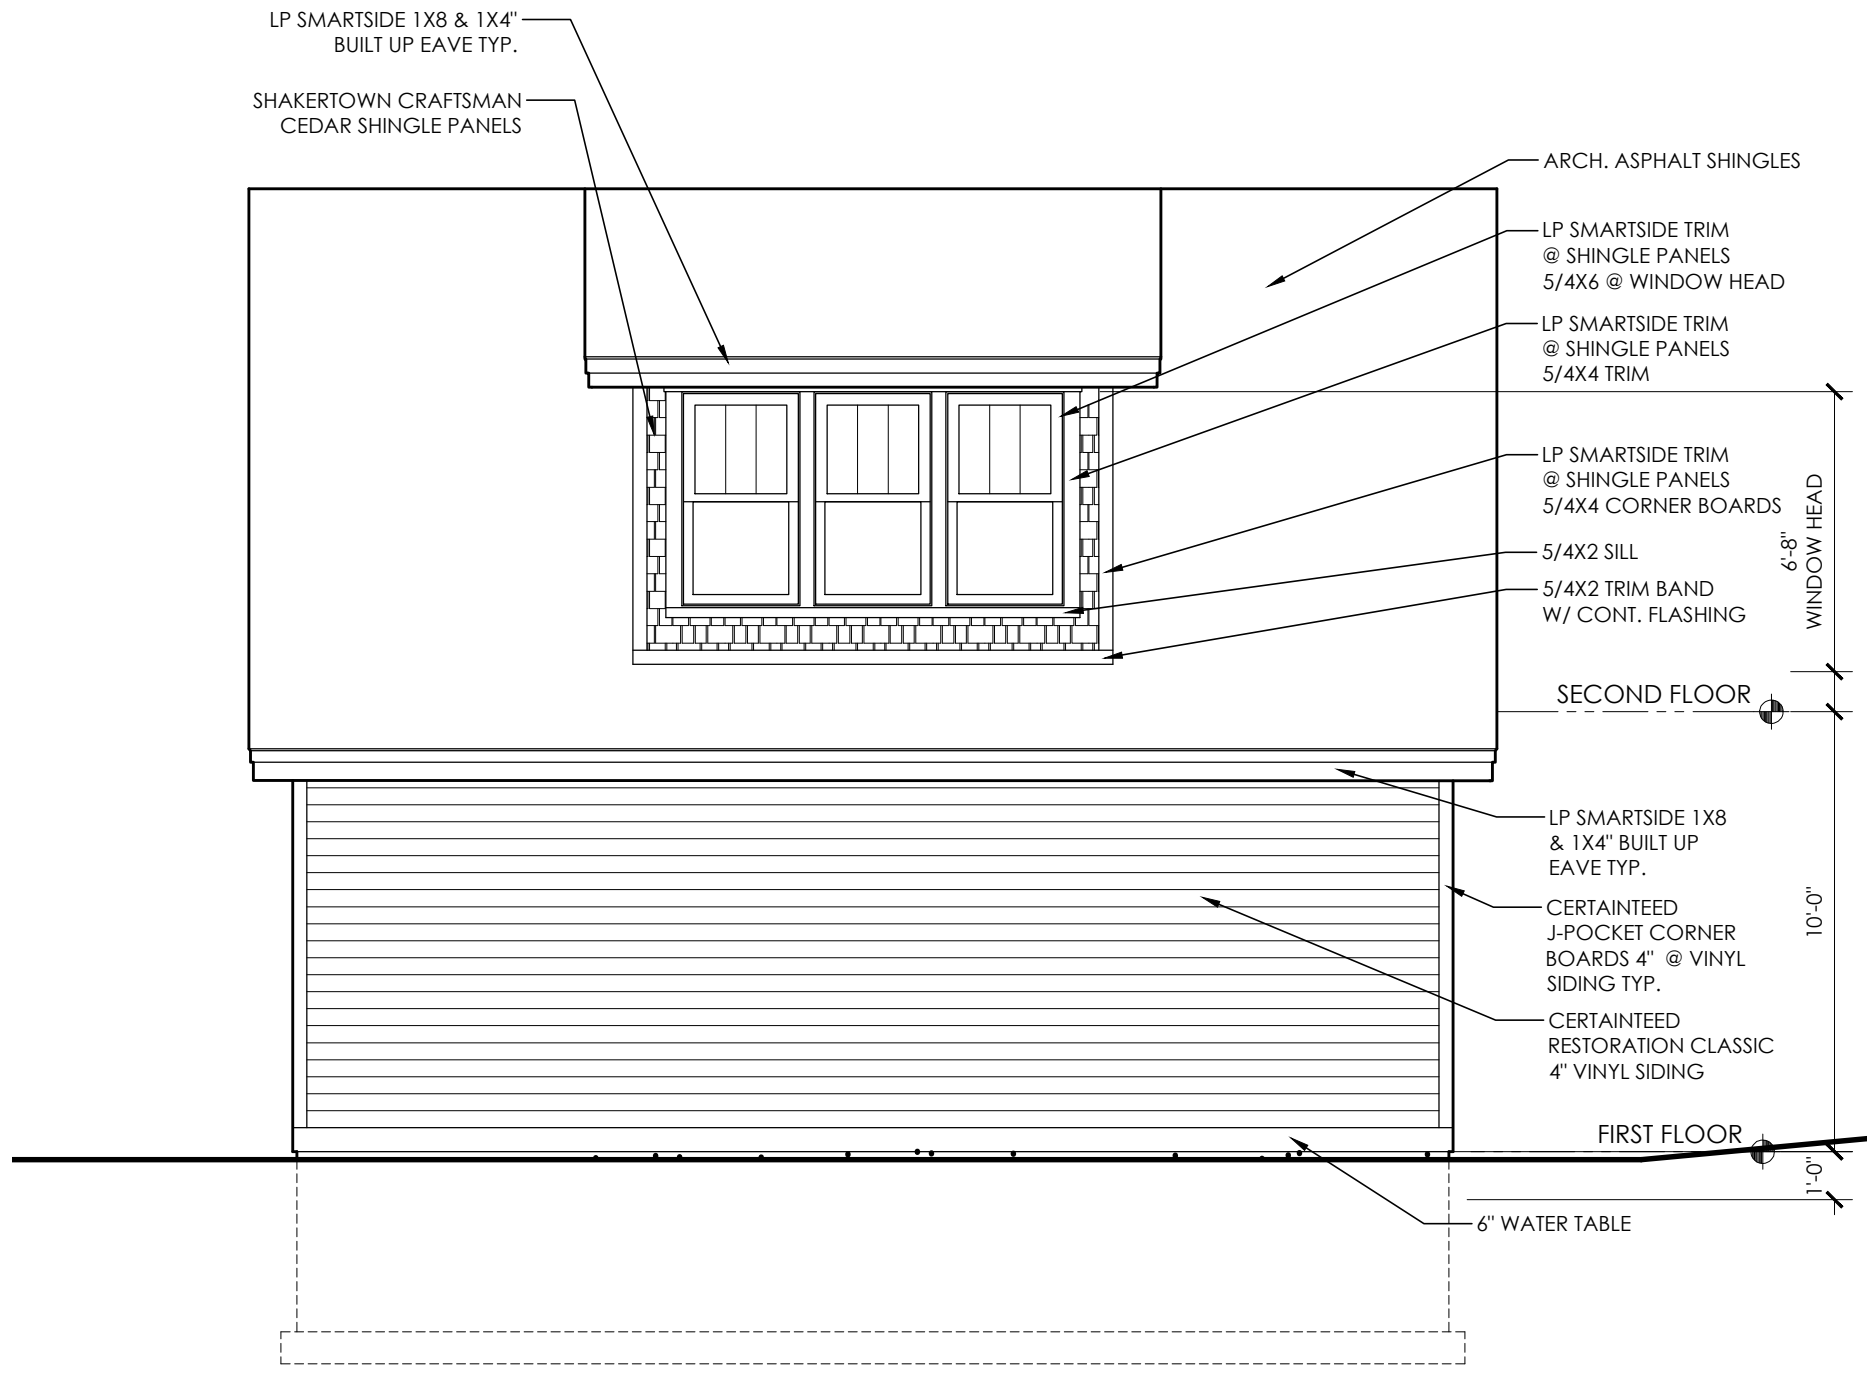 LP SMARTSIDE 1X8 & 1X4"
BUILT UP EAVE TYP.
SHAKERTOWN CRAFTSMAN
CEDAR SHINGLE PANELS
ARCH. ASPHALT SHINGLES
LP SMARTSIDE TRIM
@ SHINGLE PANELS
5/4X6 @ WINDOW HEAD
LP SMARTSIDE TRIM
@ SHINGLE PANELS
5/4X4 TRIM
LP SMARTSIDE TRIM
@ SHINGLE PANELS
5/4X4 CORNER BOARDS
5/4X2 SILL
5/4X2 TRIM BAND
W/ CONT. FLASHING
6'-8"
WINDOW HEAD
SECOND FLOOR
LP SMARTSIDE 1X8
& 1X4" BUILT UP
EAVE TYP.
CERTAINTEED
J-POCKET CORNER
BOARDS 4" @ VINYL
SIDING TYP.
10'-0"
CERTAINTEED
RESTORATION CLASSIC
4" VINYL SIDING
FIRST FLOOR
1'-0"
6" WATER TABLE